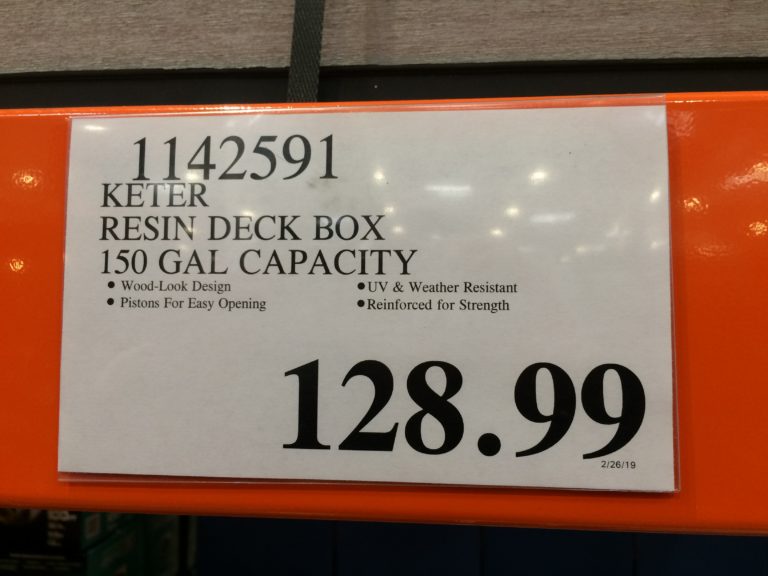 1142591
KETER
RESIN DECK BOX
150 GAL CAPACITY
• Wood-Look Design
• Pistons For Easy Opening
• UV & Weather Resistant
• Reinforced for Strength
128.99
2/26/19